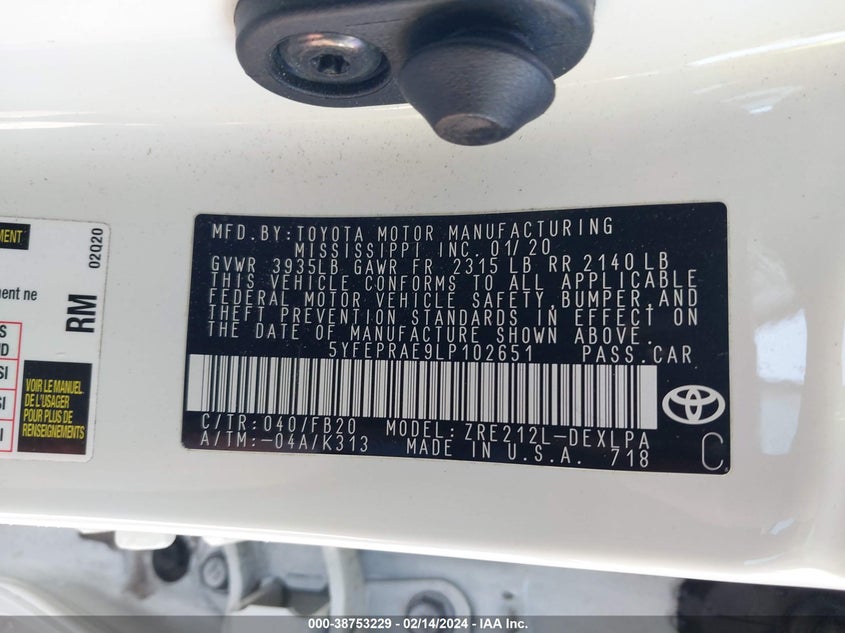 MFD. BY: TOYOTA MOTOR MANUFACTURING
MISSISSIPPI INC. 01/20
GVWR 3935LB GAWR FR 2315 LB RR 2140 LB
THIS VEHICLE CONFORMS TO ALL APPLICABLE
FEDERAL MOTOR VEHICLE SAFETY, BUMPER, AND
THEFT PREVENTION STANDARDS IN EFFECT ON
THE DATE OF MANUFACTURE SHOWN ABOVE.
5YFEPRAE9LP102651 PASS. CAR
C/TR: 040/FB20 MODEL: ZRE212L-DEXLPA
A/TM: -04A/K313 MADE IN U.S.A. 718
C
02Q20
RM
ment ne
VOIR LE MANUEL
DE L'USAGER
POUR PLUS DE
RENSEIGNEMENTS
000-38753229 - 02/14/2024 - IAA Inc.